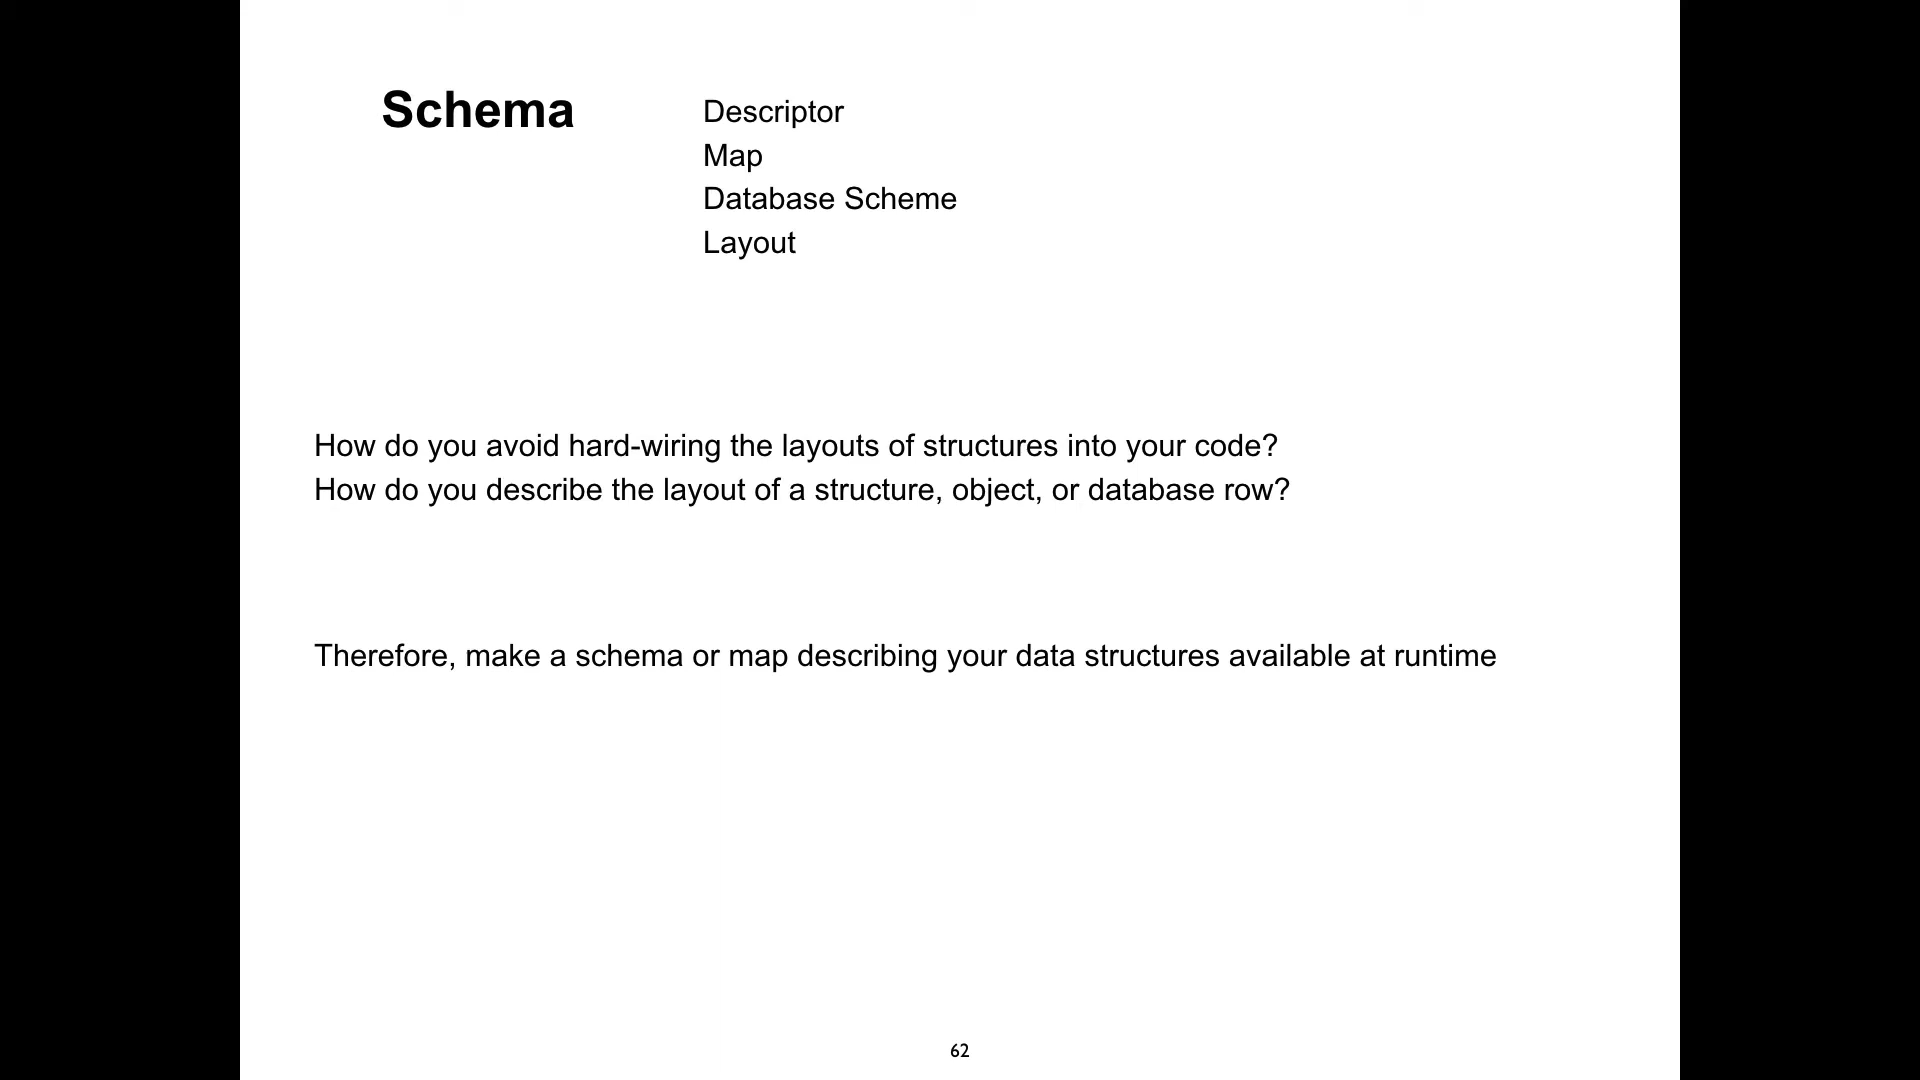 Schema
Descriptor
Map
Database Scheme
Layout
How do you avoid hard-wiring the layouts of structures into your code?
How do you describe the layout of a structure, object, or database row?
Therefore, make a schema or map describing your data structures available at runtime
62